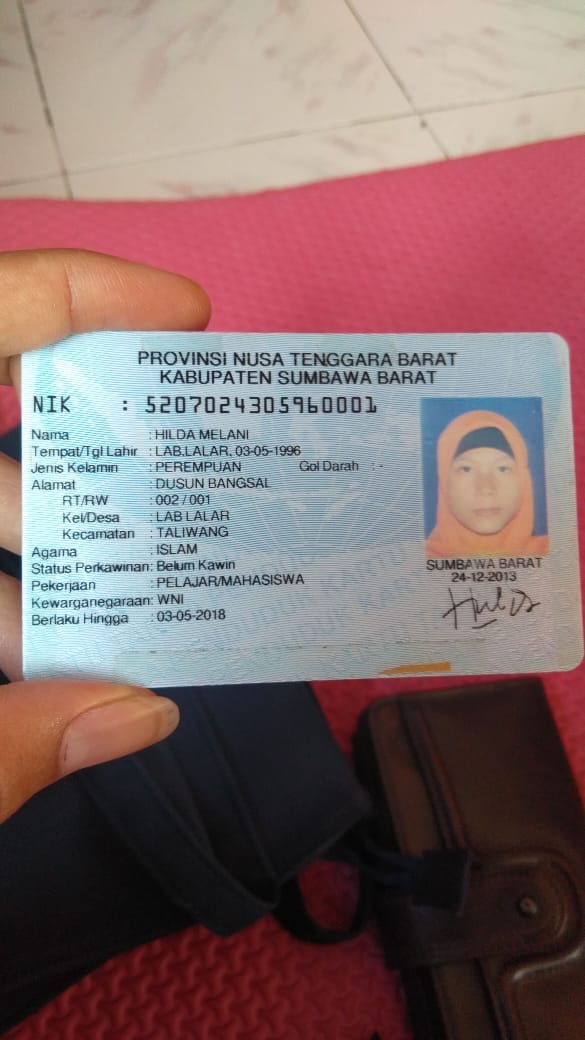 PROVINSI NUSA TENGGARA BARAT
KABUPATEN SUMBAWA BARAT
NIK : 5207024305960001
Nama : HILDA MELANI
Tempat/Tgl Lahir : LAB.LALAR, 03-05-1996
Jenis Kelamin : PEREMPUAN Gol Darah : -
Alamat : DUSUN BANGSAL
RT/RW : 002 / 001
Kel/Desa : LAB LALAR
Kecamatan : TALIWANG
Agama : ISLAM
Status Perkawinan: Belum Kawin
Pekerjaan : PELAJAR/MAHASISWA
Kewarganegaraan: WNI
Berlaku Hingga : 03-05-2018
SUMBAWA BARAT
24-12-2013